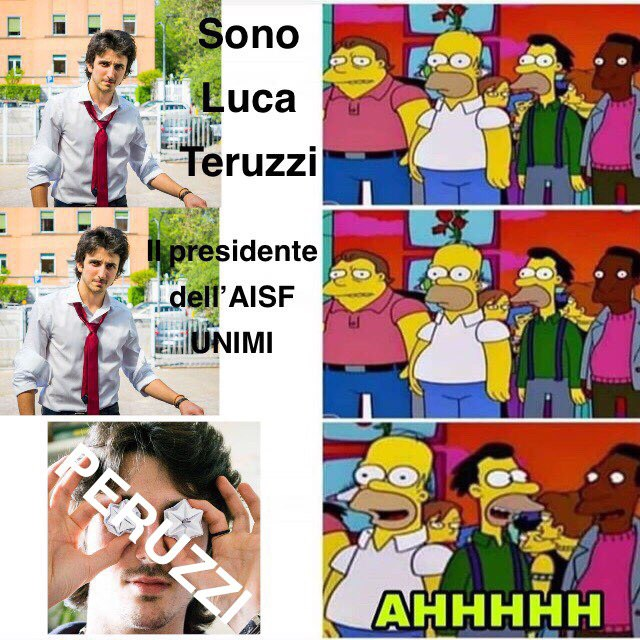 Sono
Luca
Teruzzi
Il presidente
dell'AISF
UNIMI
PERUZZI
AHHHHH